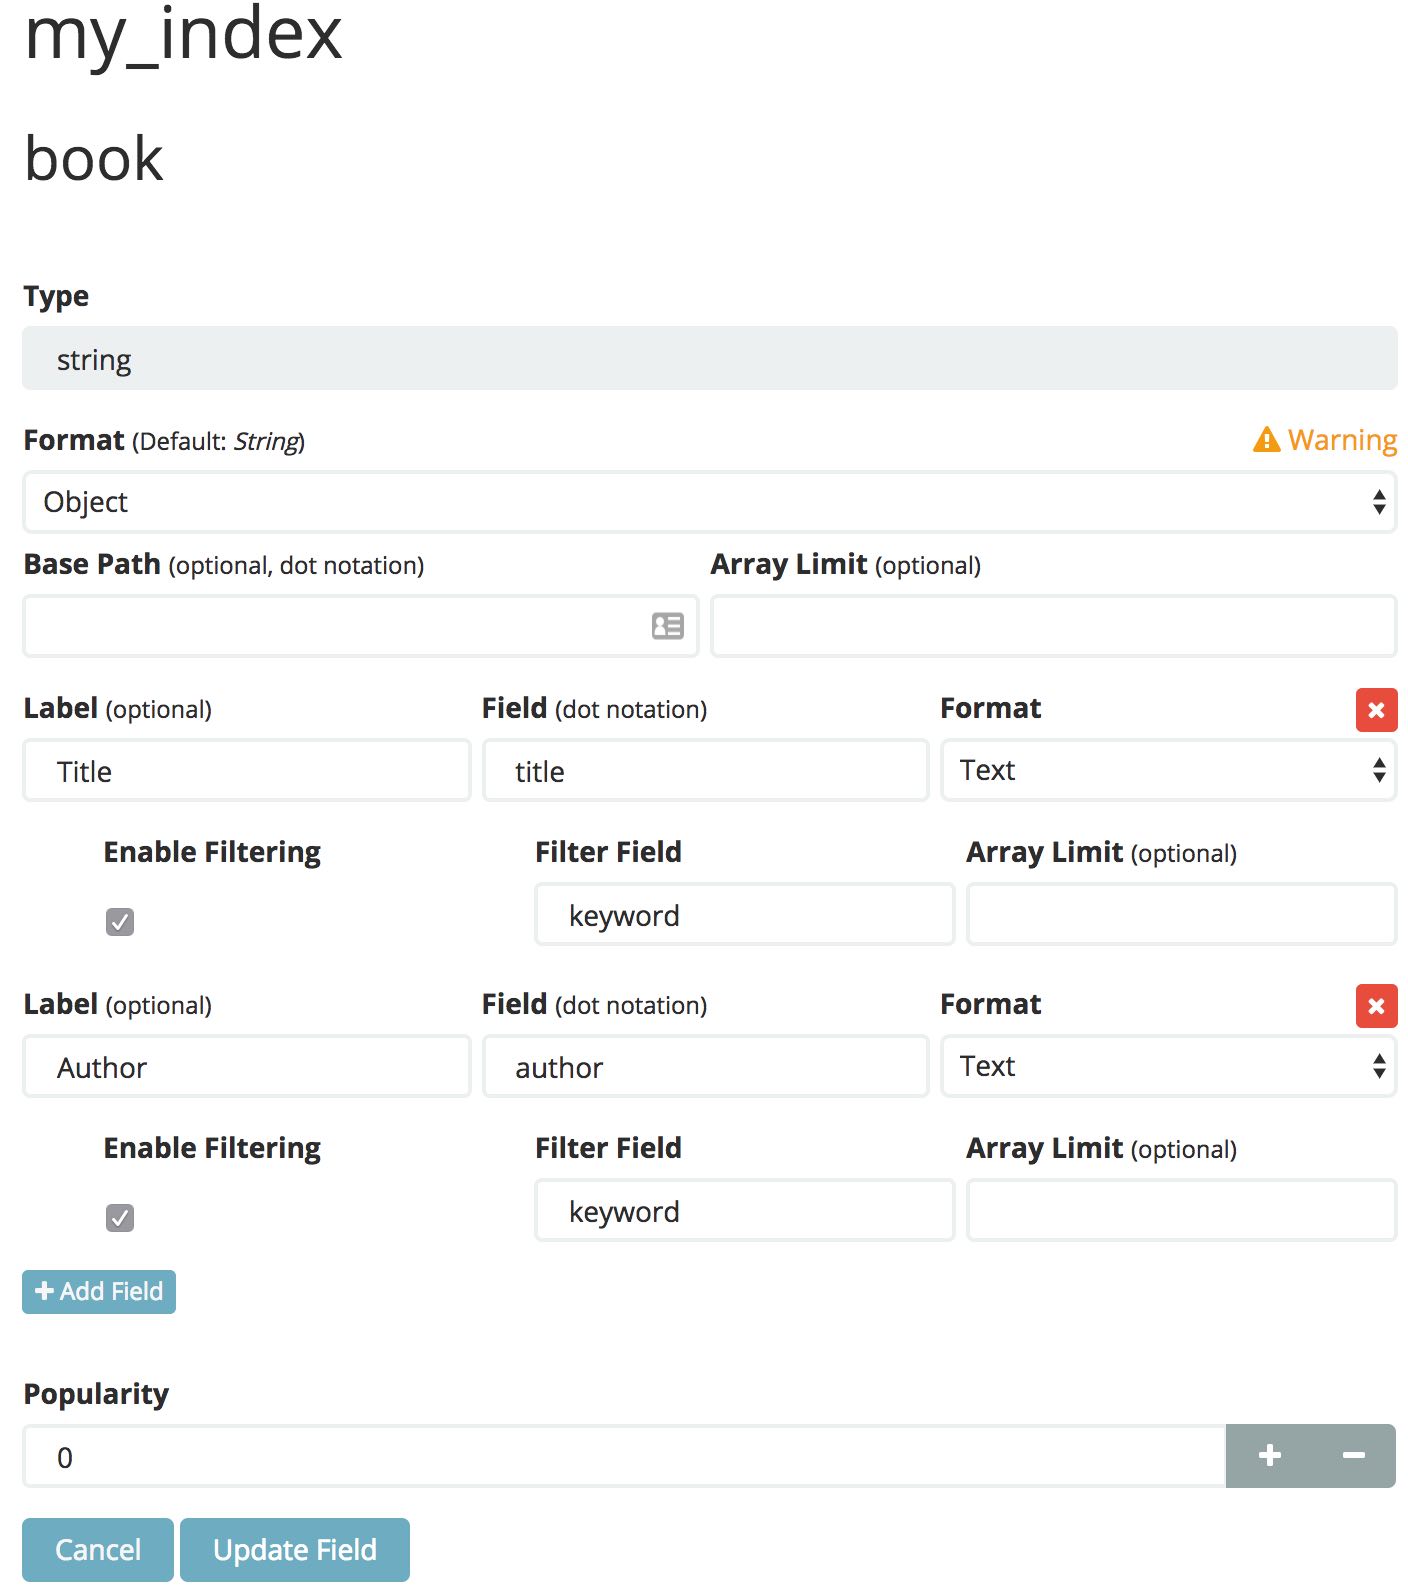 my_index
book
Type
string
Format (Default: String)
Warning
Object
Base Path (optional, dot notation)
Array Limit (optional)
Label (optional)
Field (dot notation)
Format
Title
title
Text
Enable Filtering
Filter Field
Array Limit (optional)
keyword
Label (optional)
Field (dot notation)
Format
Author
author
Text
Enable Filtering
Filter Field
Array Limit (optional)
keyword
Add Field
Popularity
0
Cancel
Update Field